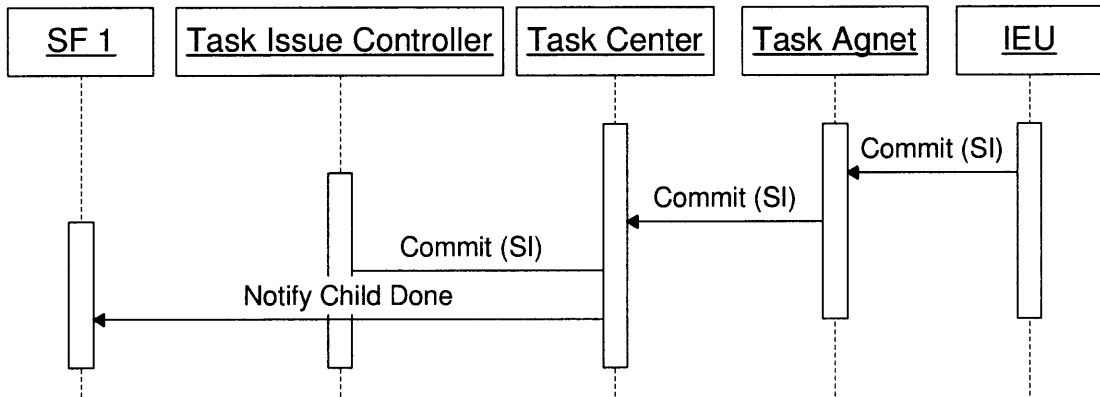 SF 1
Task Issue Controller
Task Center
Task Agnet
IEU
Commit (SI)
Commit (SI)
Commit (SI)
Notify Child Done